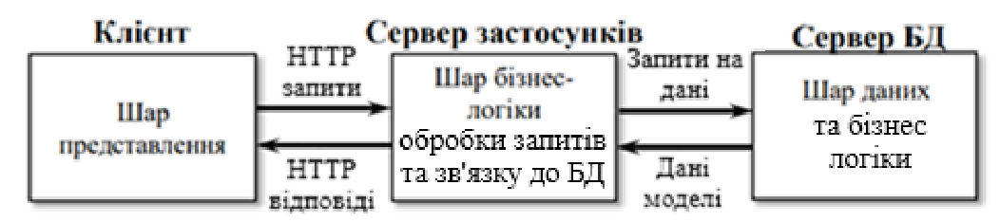 Клієнт
Сервер застосунків
Сервер БД
Шар
представлення
HTTP
запити
HTTP
відповіді
Шар бізнес-
логіки
обробки запитів
та зв'язку до БД
Запити на
дані
Дані
моделі
Шар даних
та бізнес
логіки